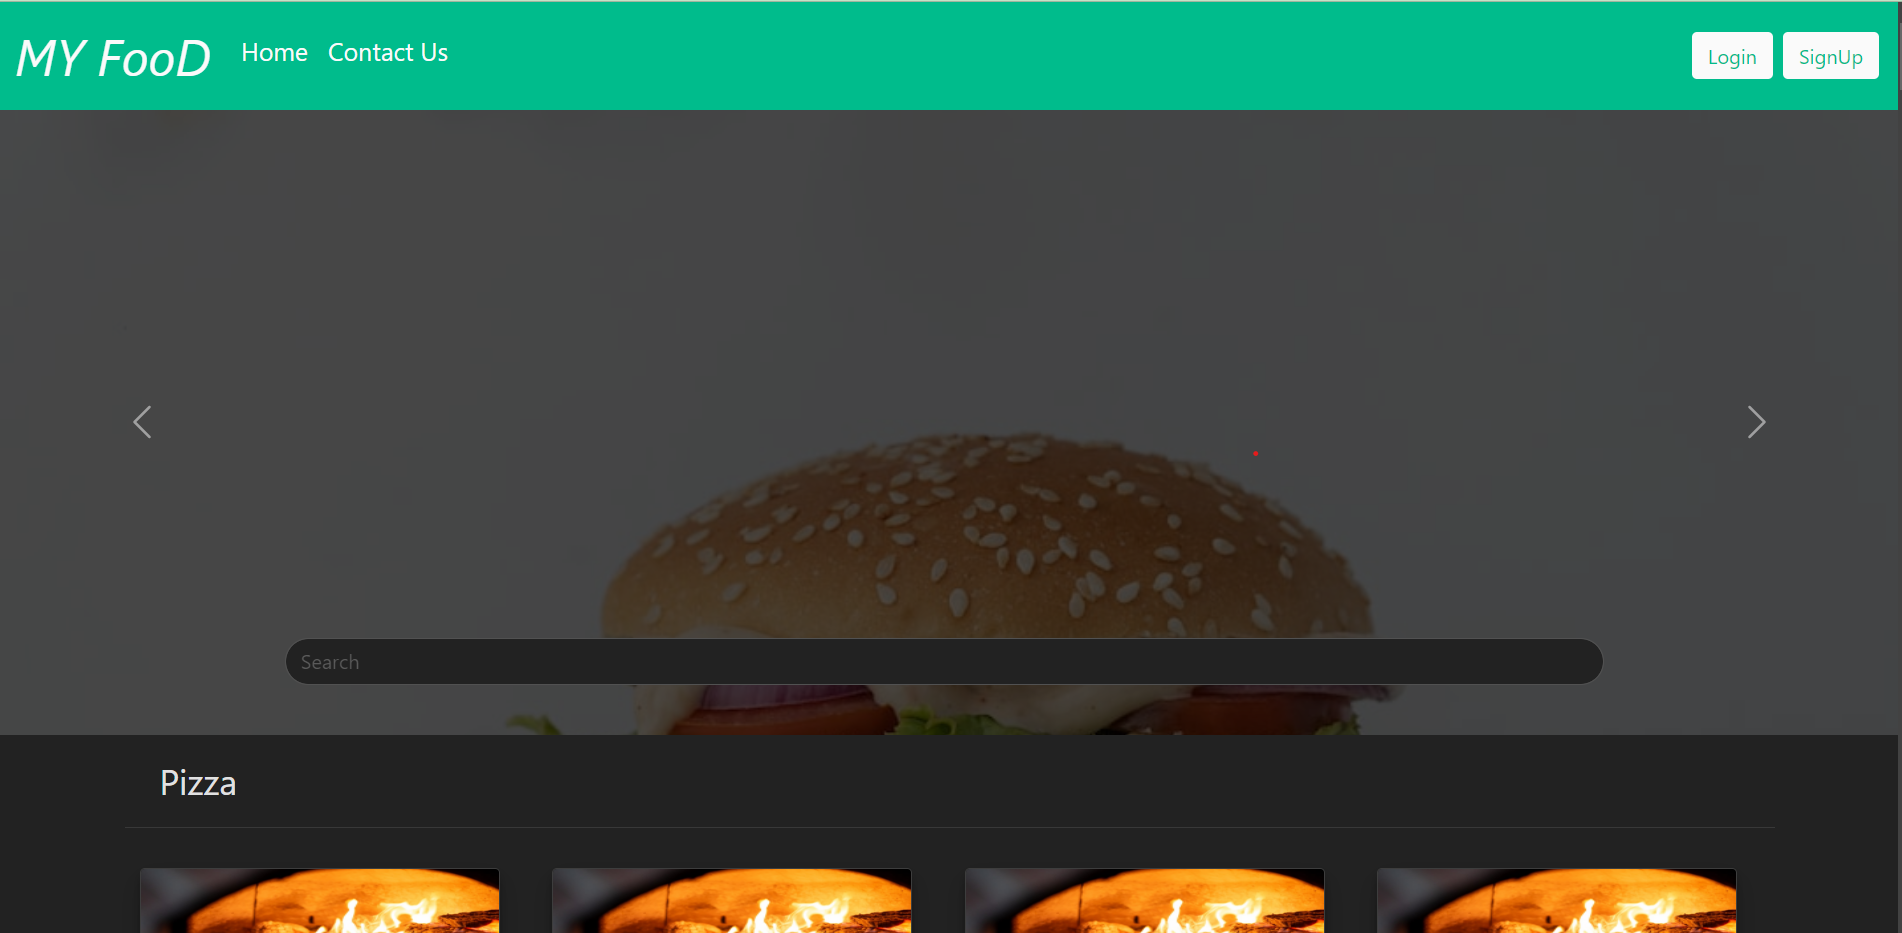 MY FooD
Home
Contact Us
Login
SignUp
Search
Pizza